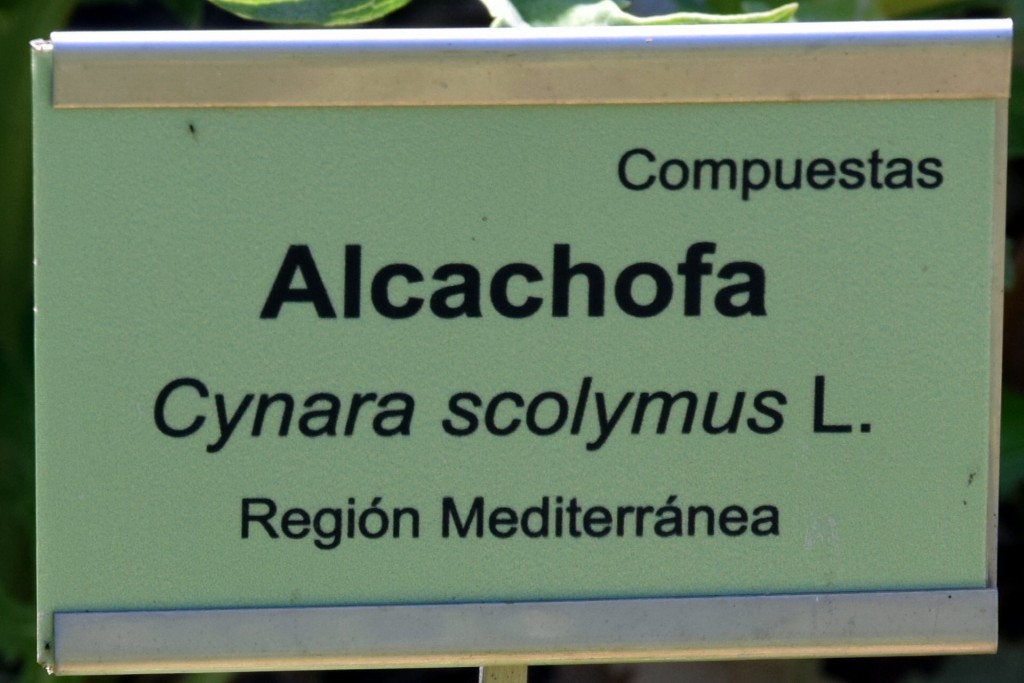 Compuestas
Alcachofa
Cynara scolymus L.
Región Mediterránea